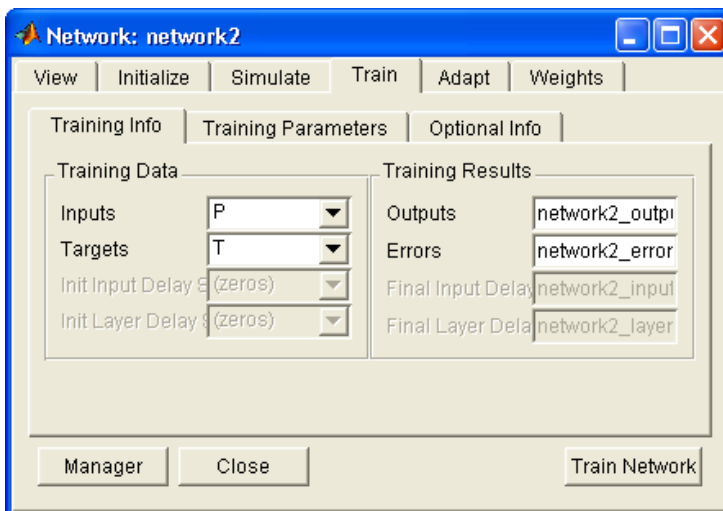 Network: network2
View Initialize Simulate Train Adapt Weights
Training Info Training Parameters Optional Info
Training Data
Inputs P
Targets T
Init Input Delay S (zeros)
Init Layer Delay S (zeros)
Training Results
Outputs network2_outpu
Errors network2_error
Final Input Delay network2_input
Final Layer Dela network2_layer
Manager Close Train Network